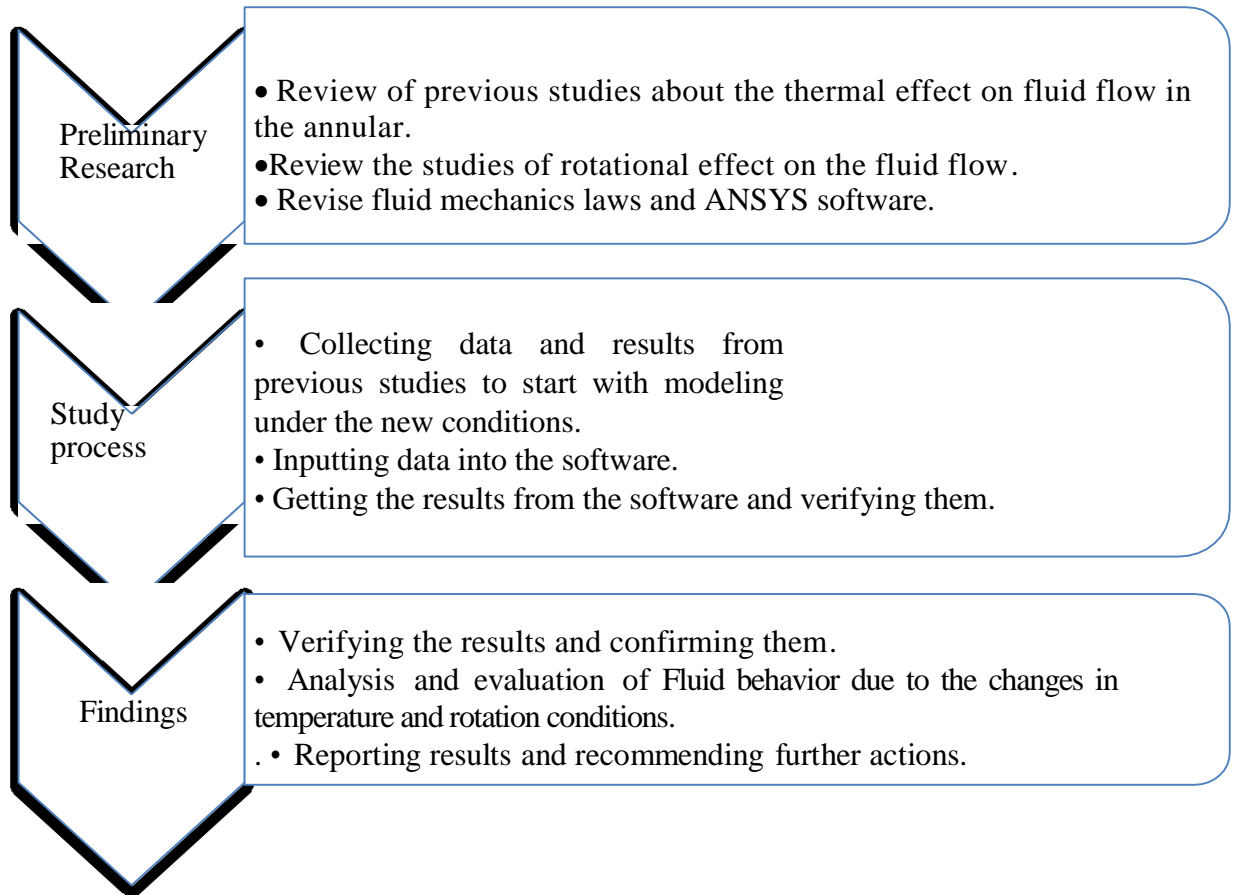 Preliminary
Research
• Review of previous studies about the thermal effect on fluid flow in
the annular.
•Review the studies of rotational effect on the fluid flow.
• Revise fluid mechanics laws and ANSYS software.
Study
process
• Collecting data and results from
previous studies to start with modeling
under the new conditions.
• Inputting data into the software.
• Getting the results from the software and verifying them.
Findings
• Verifying the results and confirming them.
• Analysis and evaluation of Fluid behavior due to the changes in
temperature and rotation conditions.
. • Reporting results and recommending further actions.